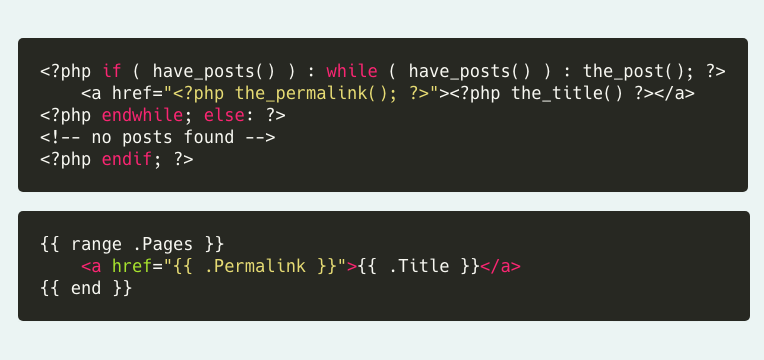 <?php if ( have_posts() ) : while ( have_posts() ) : the_post(); ?>
    <a href="<?php the_permalink(); ?>"><?php the_title() ?></a>
<?php endwhile; else: ?>
<!-- no posts found -->
<?php endif; ?>
{{ range .Pages }}
    <a href="{{ .Permalink }}">{{ .Title }}</a>
{{ end }}